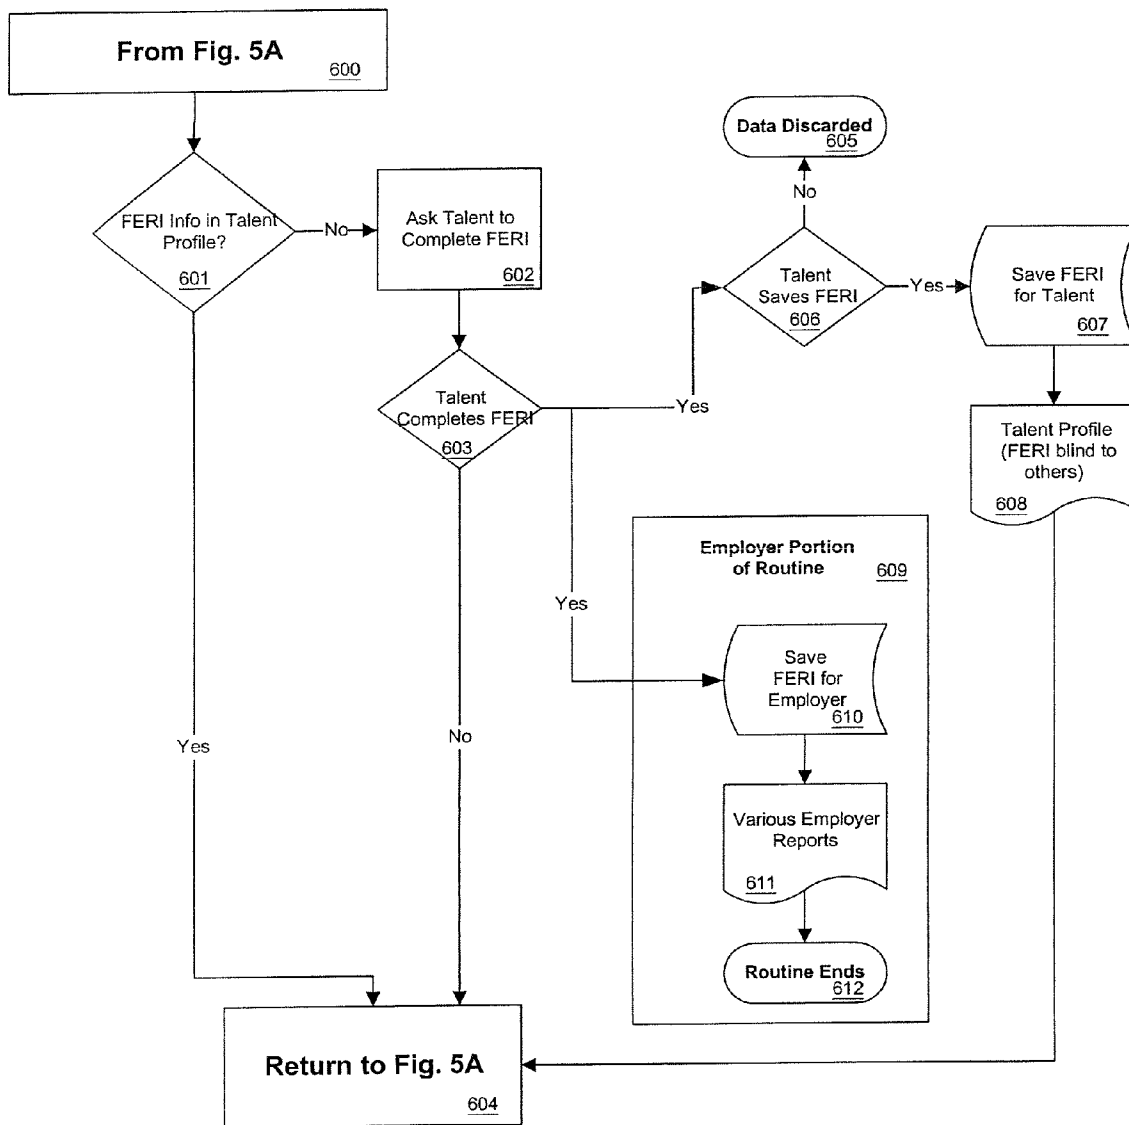 From Fig. 5A
600
FERI Info in Talent
Profile?
601
No
Ask Talent to
Complete FERI
602
Talent
Completes FERI
603
Yes
Data Discarded
605
No
Talent
Saves FERI
606
Yes
Save FERI
for Talent
607
Talent Profile
(FERI blind to
others)
608
Employer Portion
of Routine
609
Yes
Save
FERI for
Employer
610
Various Employer
Reports
611
Routine Ends
612
Yes
No
Return to Fig. 5A
604